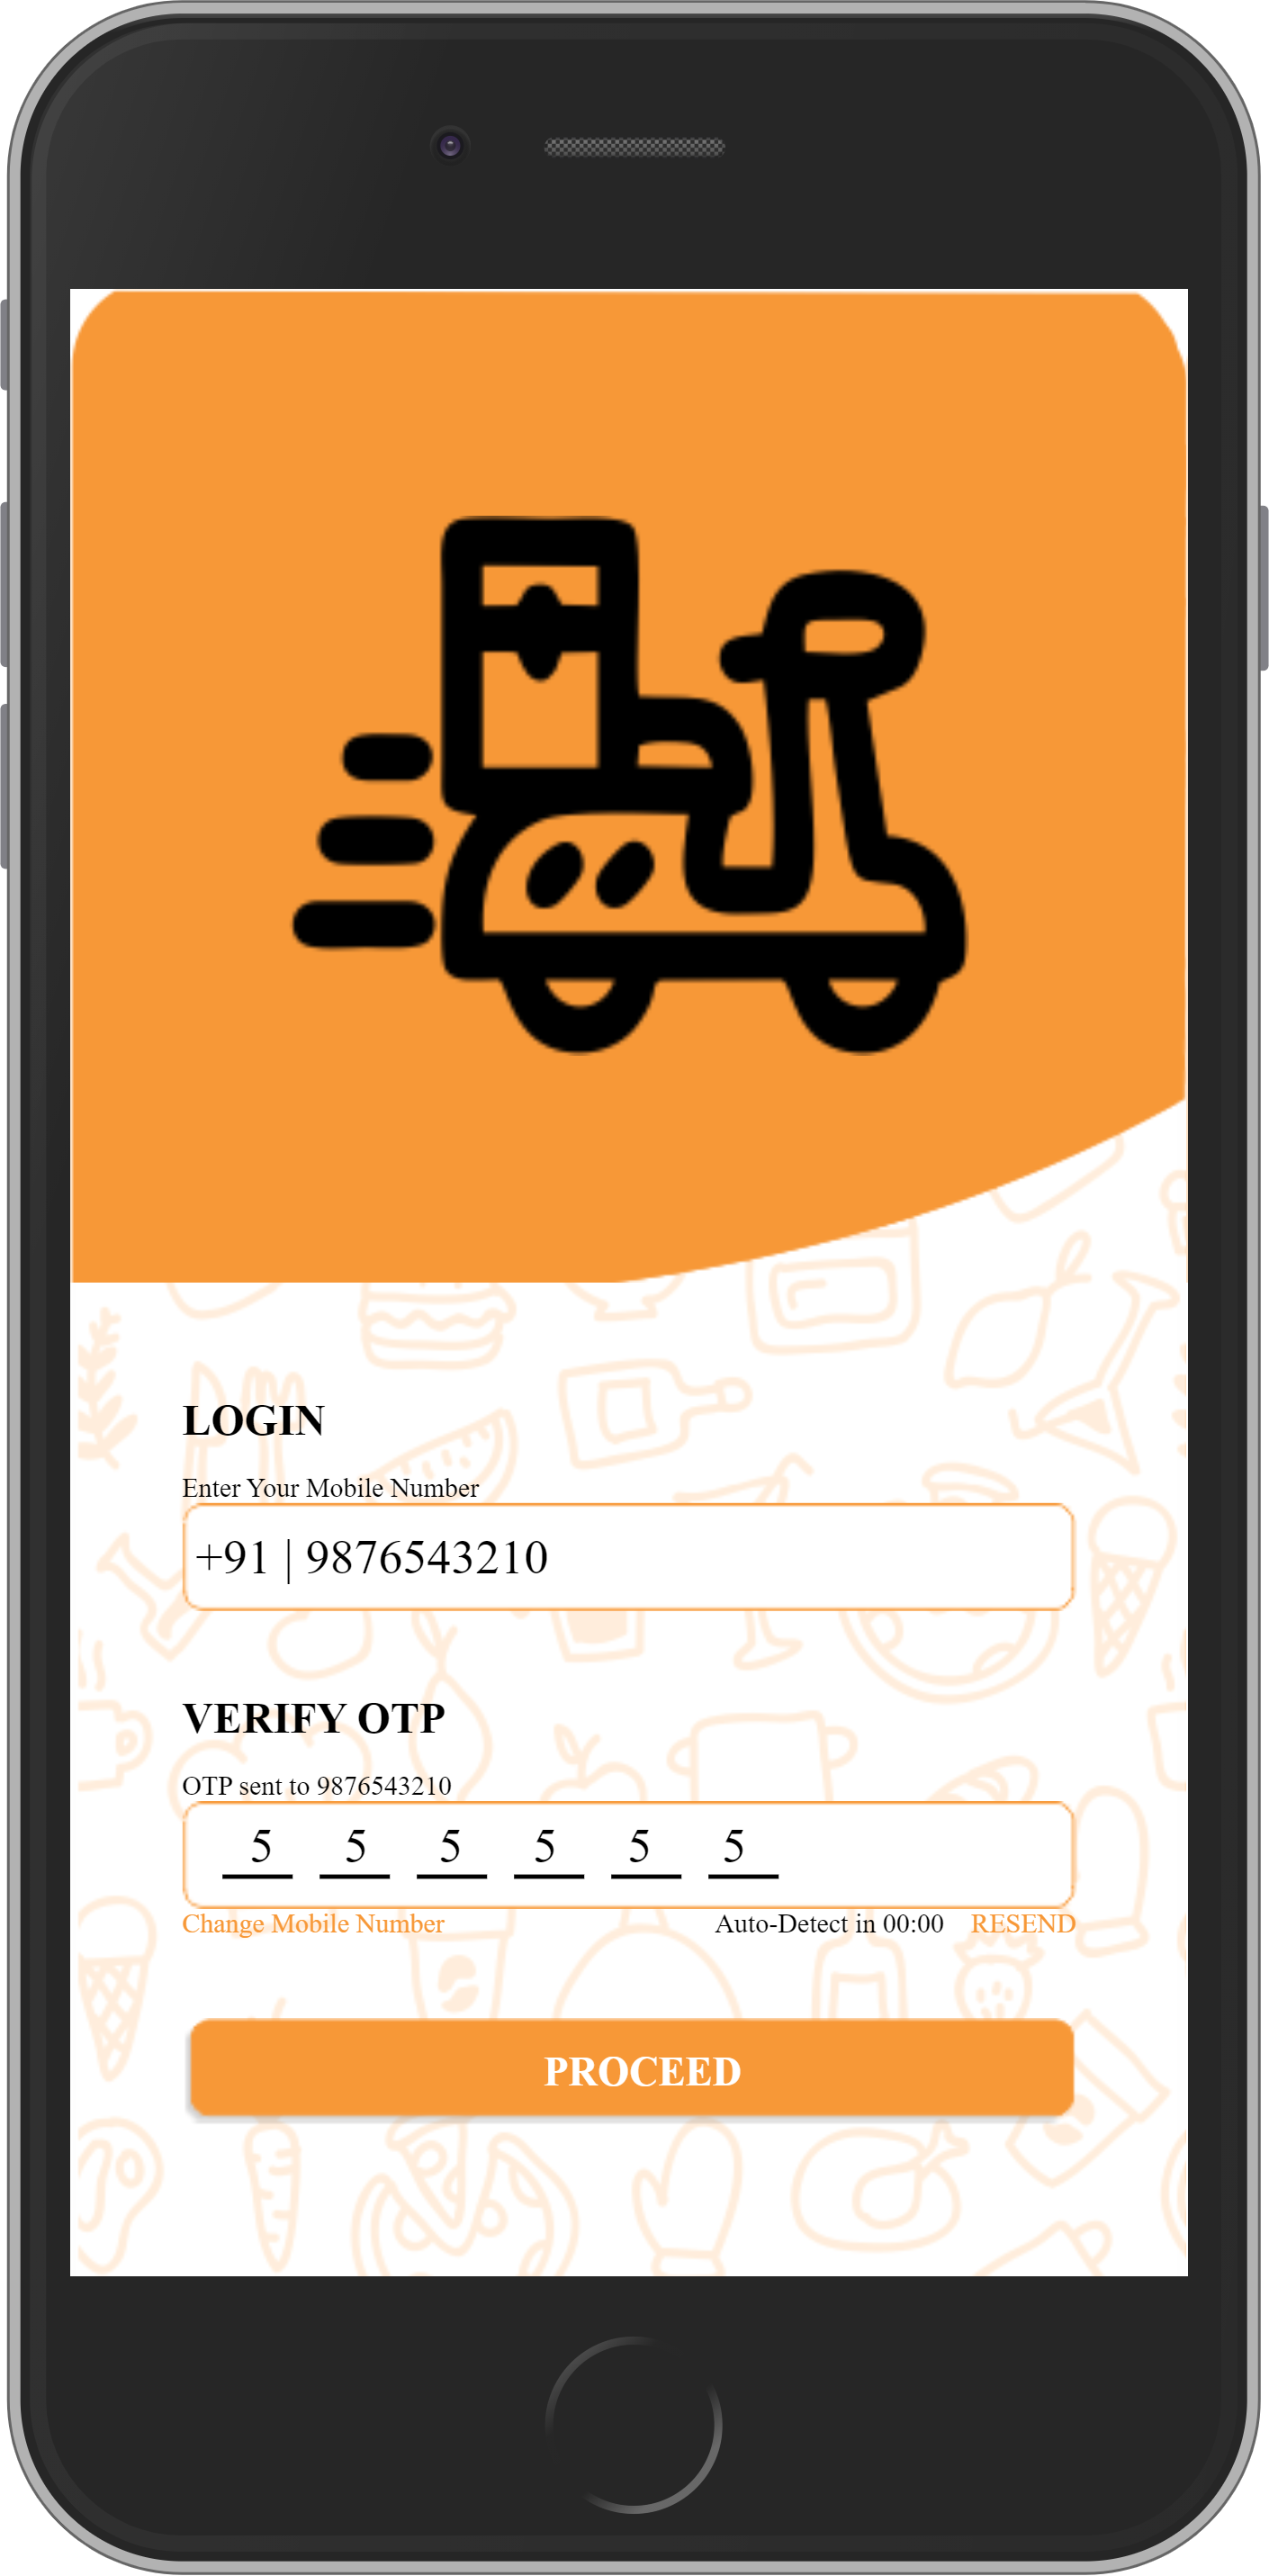 LOGIN
Enter Your Mobile Number
+91 | 9876543210
VERIFY OTP
OTP sent to 9876543210
5 5 5 5 5 5
Change Mobile Number Auto-Detect in 00:00 RESEND
PROCEED